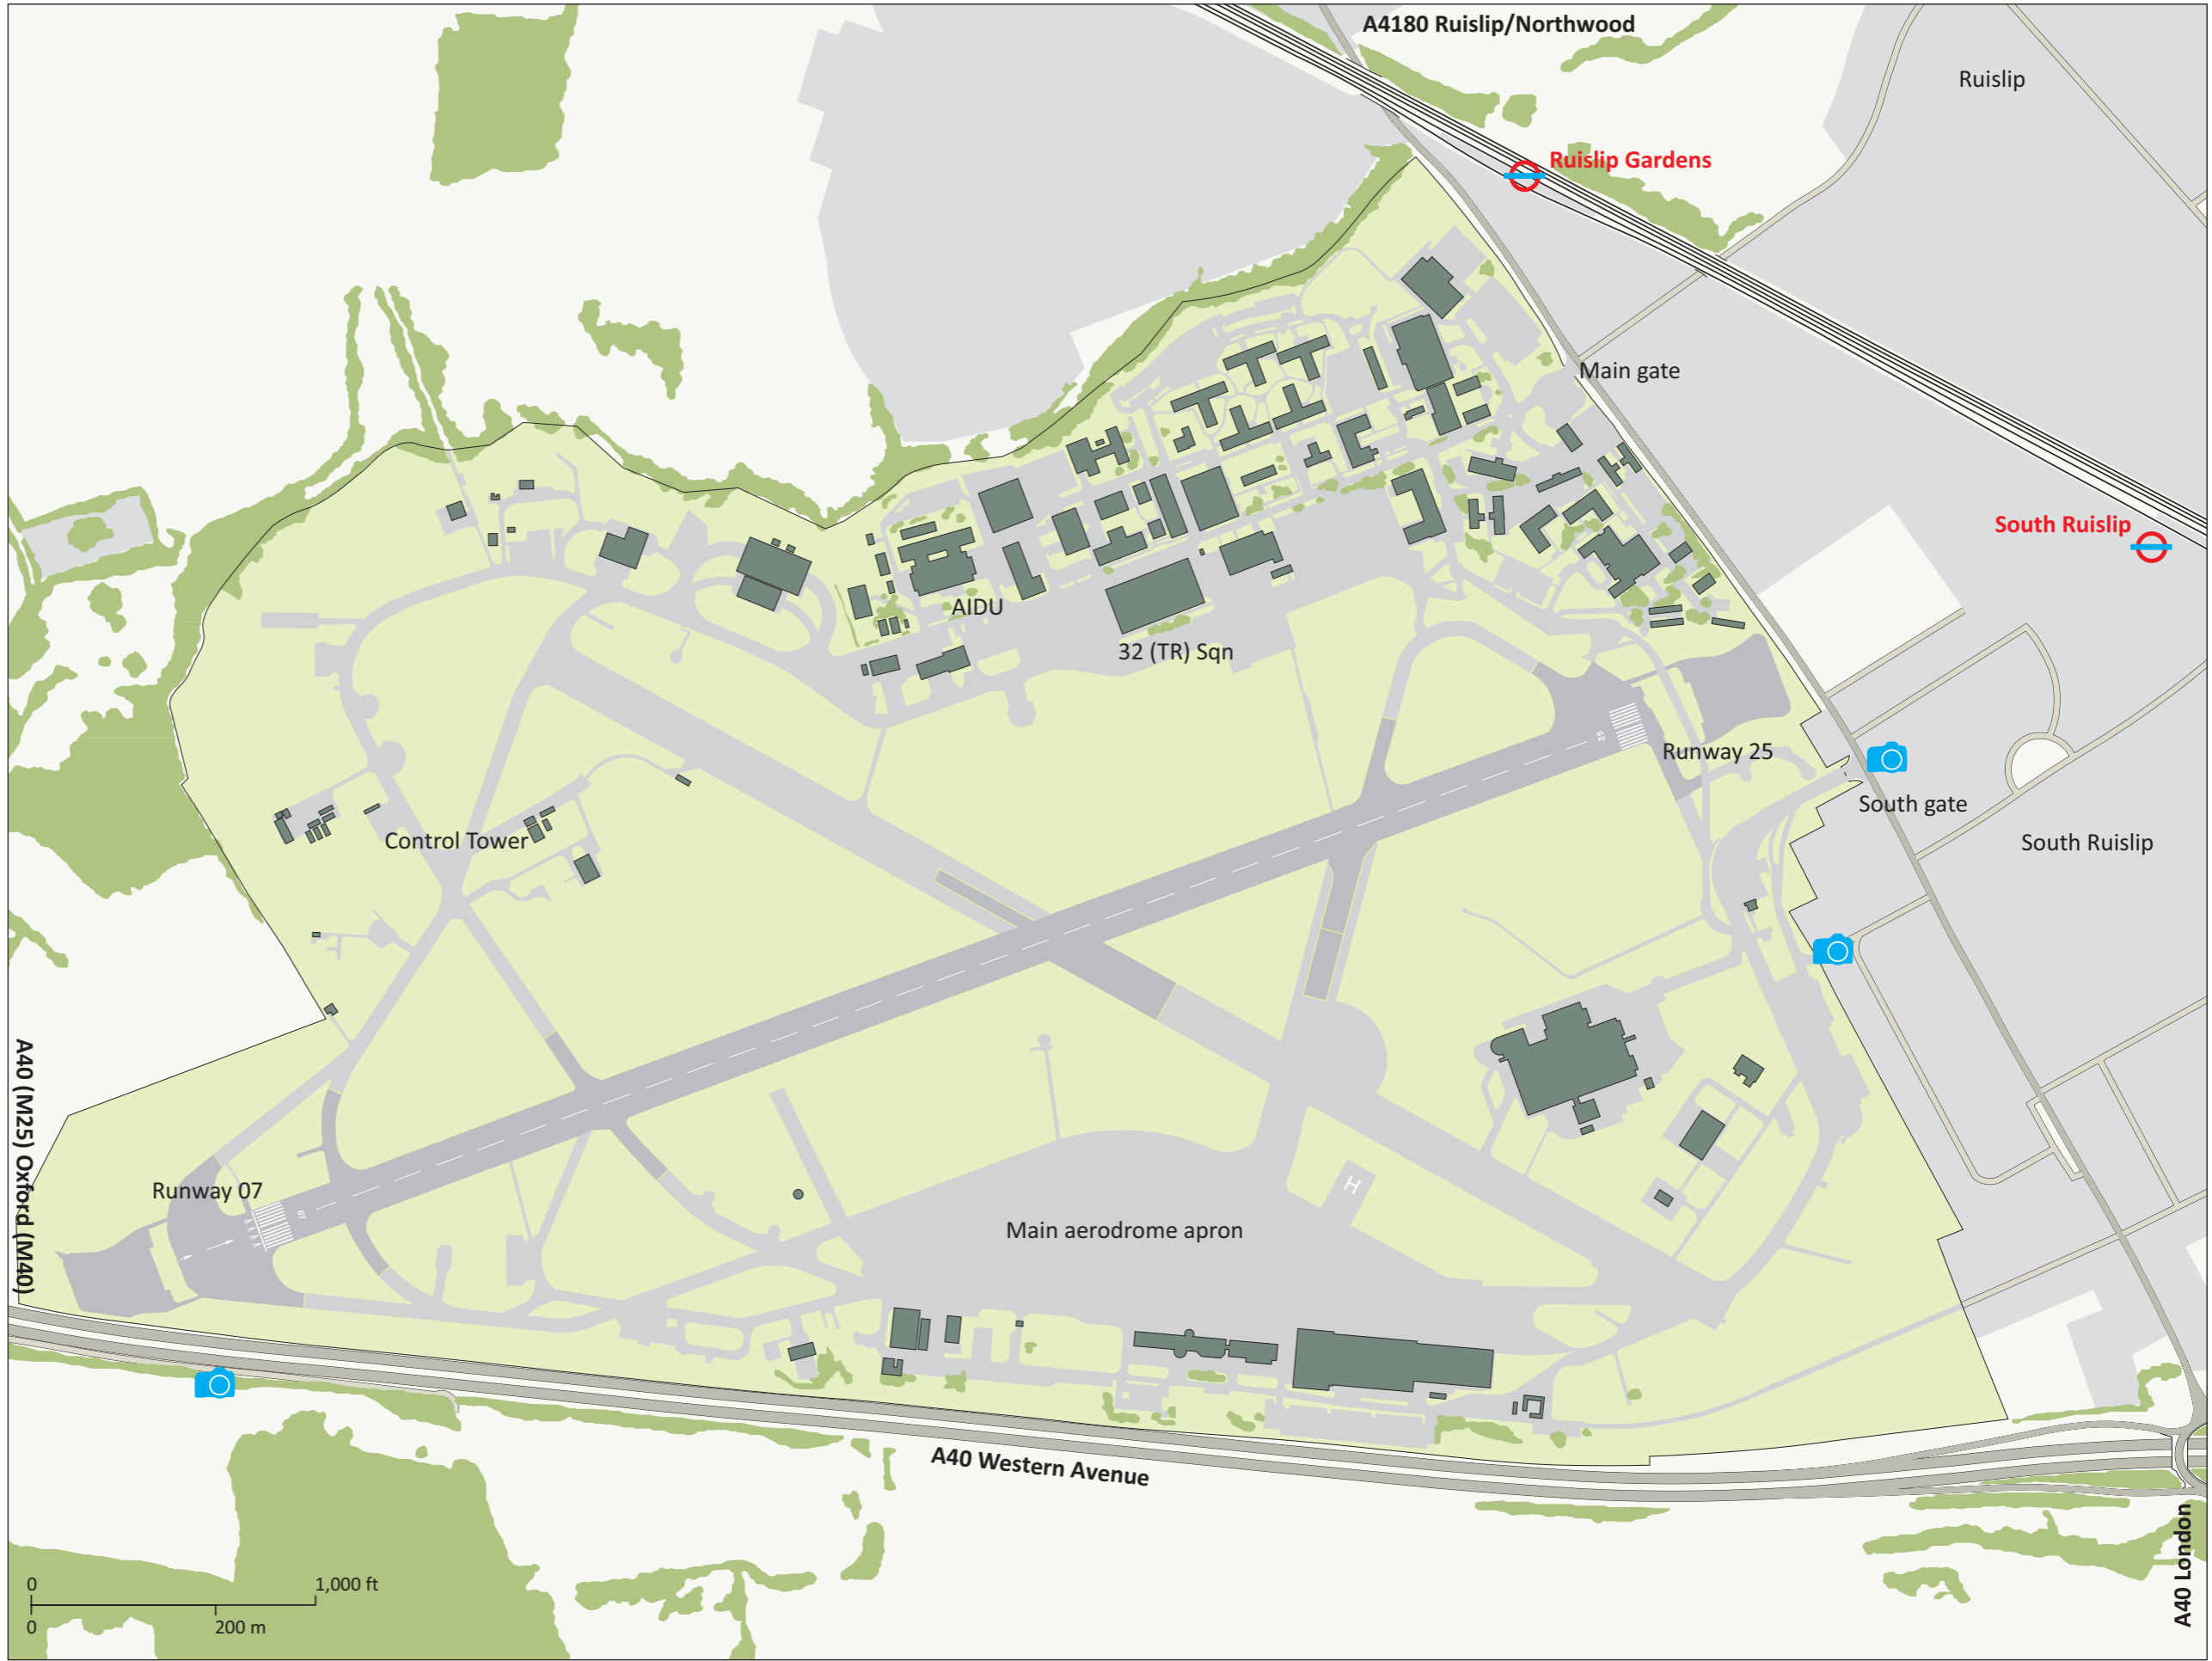 A4180 Ruislip/Northwood
Ruislip
Ruislip Gardens
Main gate
South Ruislip
AIDU
32 (TR) Sqn
25
Runway 25
South gate
Control Tower
South Ruislip
A40 (M25) Oxford (M40)
Runway 07
07
H
Main aerodrome apron
A40 Western Avenue
A40 London
0
1,000 ft
0
200 m